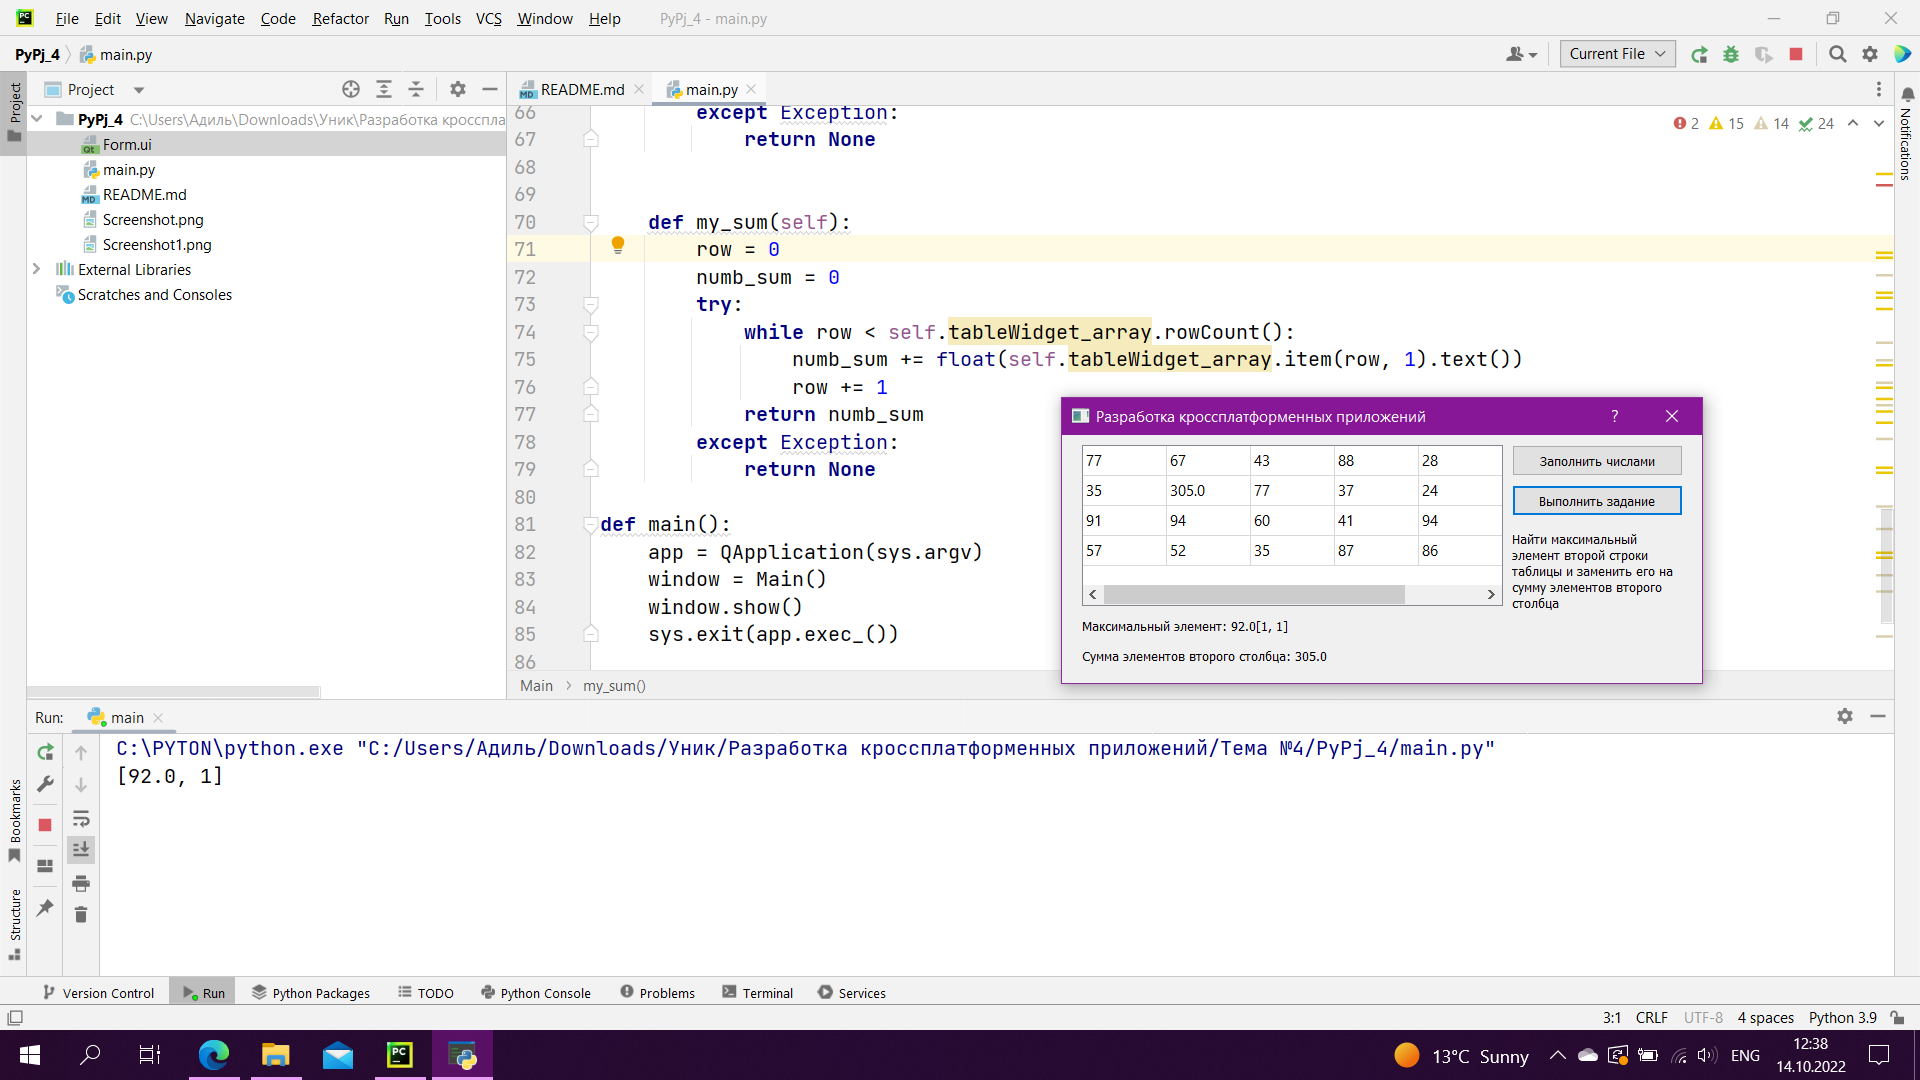 File Edit View Navigate Code Refactor Run Tools VCS Window Help PyPj_4 - main.py
PyPj_4 main.py
Current File
Project
README.md
main.py
PyPj_4 C:\Users\Адиль\Downloads\Уник\Разработка кросспла
Form.ui
main.py
README.md
Screenshot.png
Screenshot1.png
External Libraries
Scratches and Consoles
Project
Bookmarks
Structure
Notifications
2 15 14 24
66 except Exception:
67 return None
68
69
70 def my_sum(self):
71 row = 0
72 numb_sum = 0
73 try:
74 while row < self.tableWidget_array.rowCount():
75 numb_sum += float(self.tableWidget_array.item(row, 1).text())
76 row += 1
77 return numb_sum
78 except Exception:
79 return None
80
81 def main():
82 app = QApplication(sys.argv)
83 window = Main()
84 window.show()
85 sys.exit(app.exec_())
86
Main my_sum()
Разработка кроссплатформенных приложений ?
77 67 43 88 28
35 305.0 77 37 24
91 94 60 41 94
57 52 35 87 86
Заполнить числами
Выполнить задание
Найти максимальный
элемент второй строки
таблицы и заменить его на
сумму элементов второго
столбца
Максимальный элемент: 92.0[1, 1]
Сумма элементов второго столбца: 305.0
Run: main
C:\PYTON\python.exe "C:/Users/Адиль/Downloads/Уник/Разработка кроссплатформенных приложений/Тема №4/PyPj_4/main.py"
[92.0, 1]
Version Control Run Python Packages TODO Python Console Problems Terminal Services
3:1 CRLF UTF-8 4 spaces Python 3.9
13°C Sunny ENG
12:38
14.10.2022